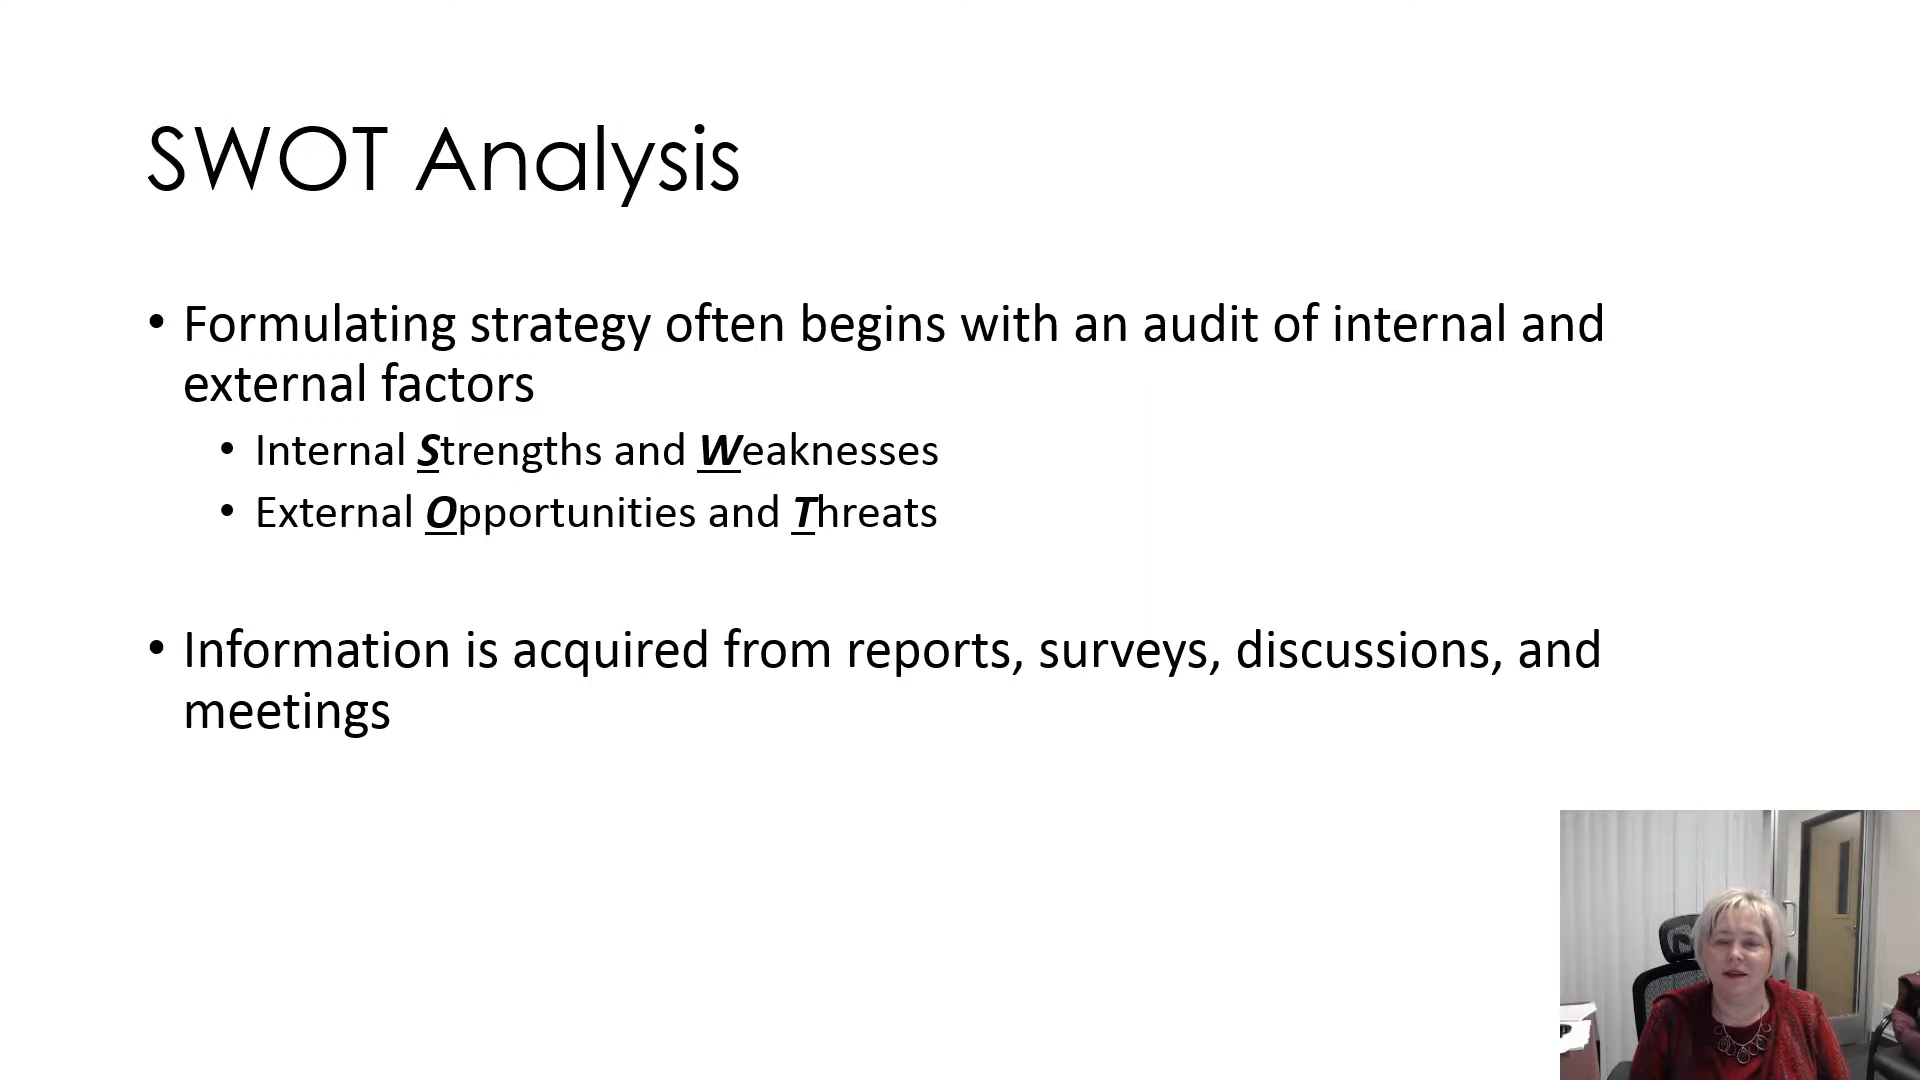 SWOT Analysis
• Formulating strategy often begins with an audit of internal and
external factors
• Internal Strengths and Weaknesses
• External Opportunities and Threats
• Information is acquired from reports, surveys, discussions, and
meetings